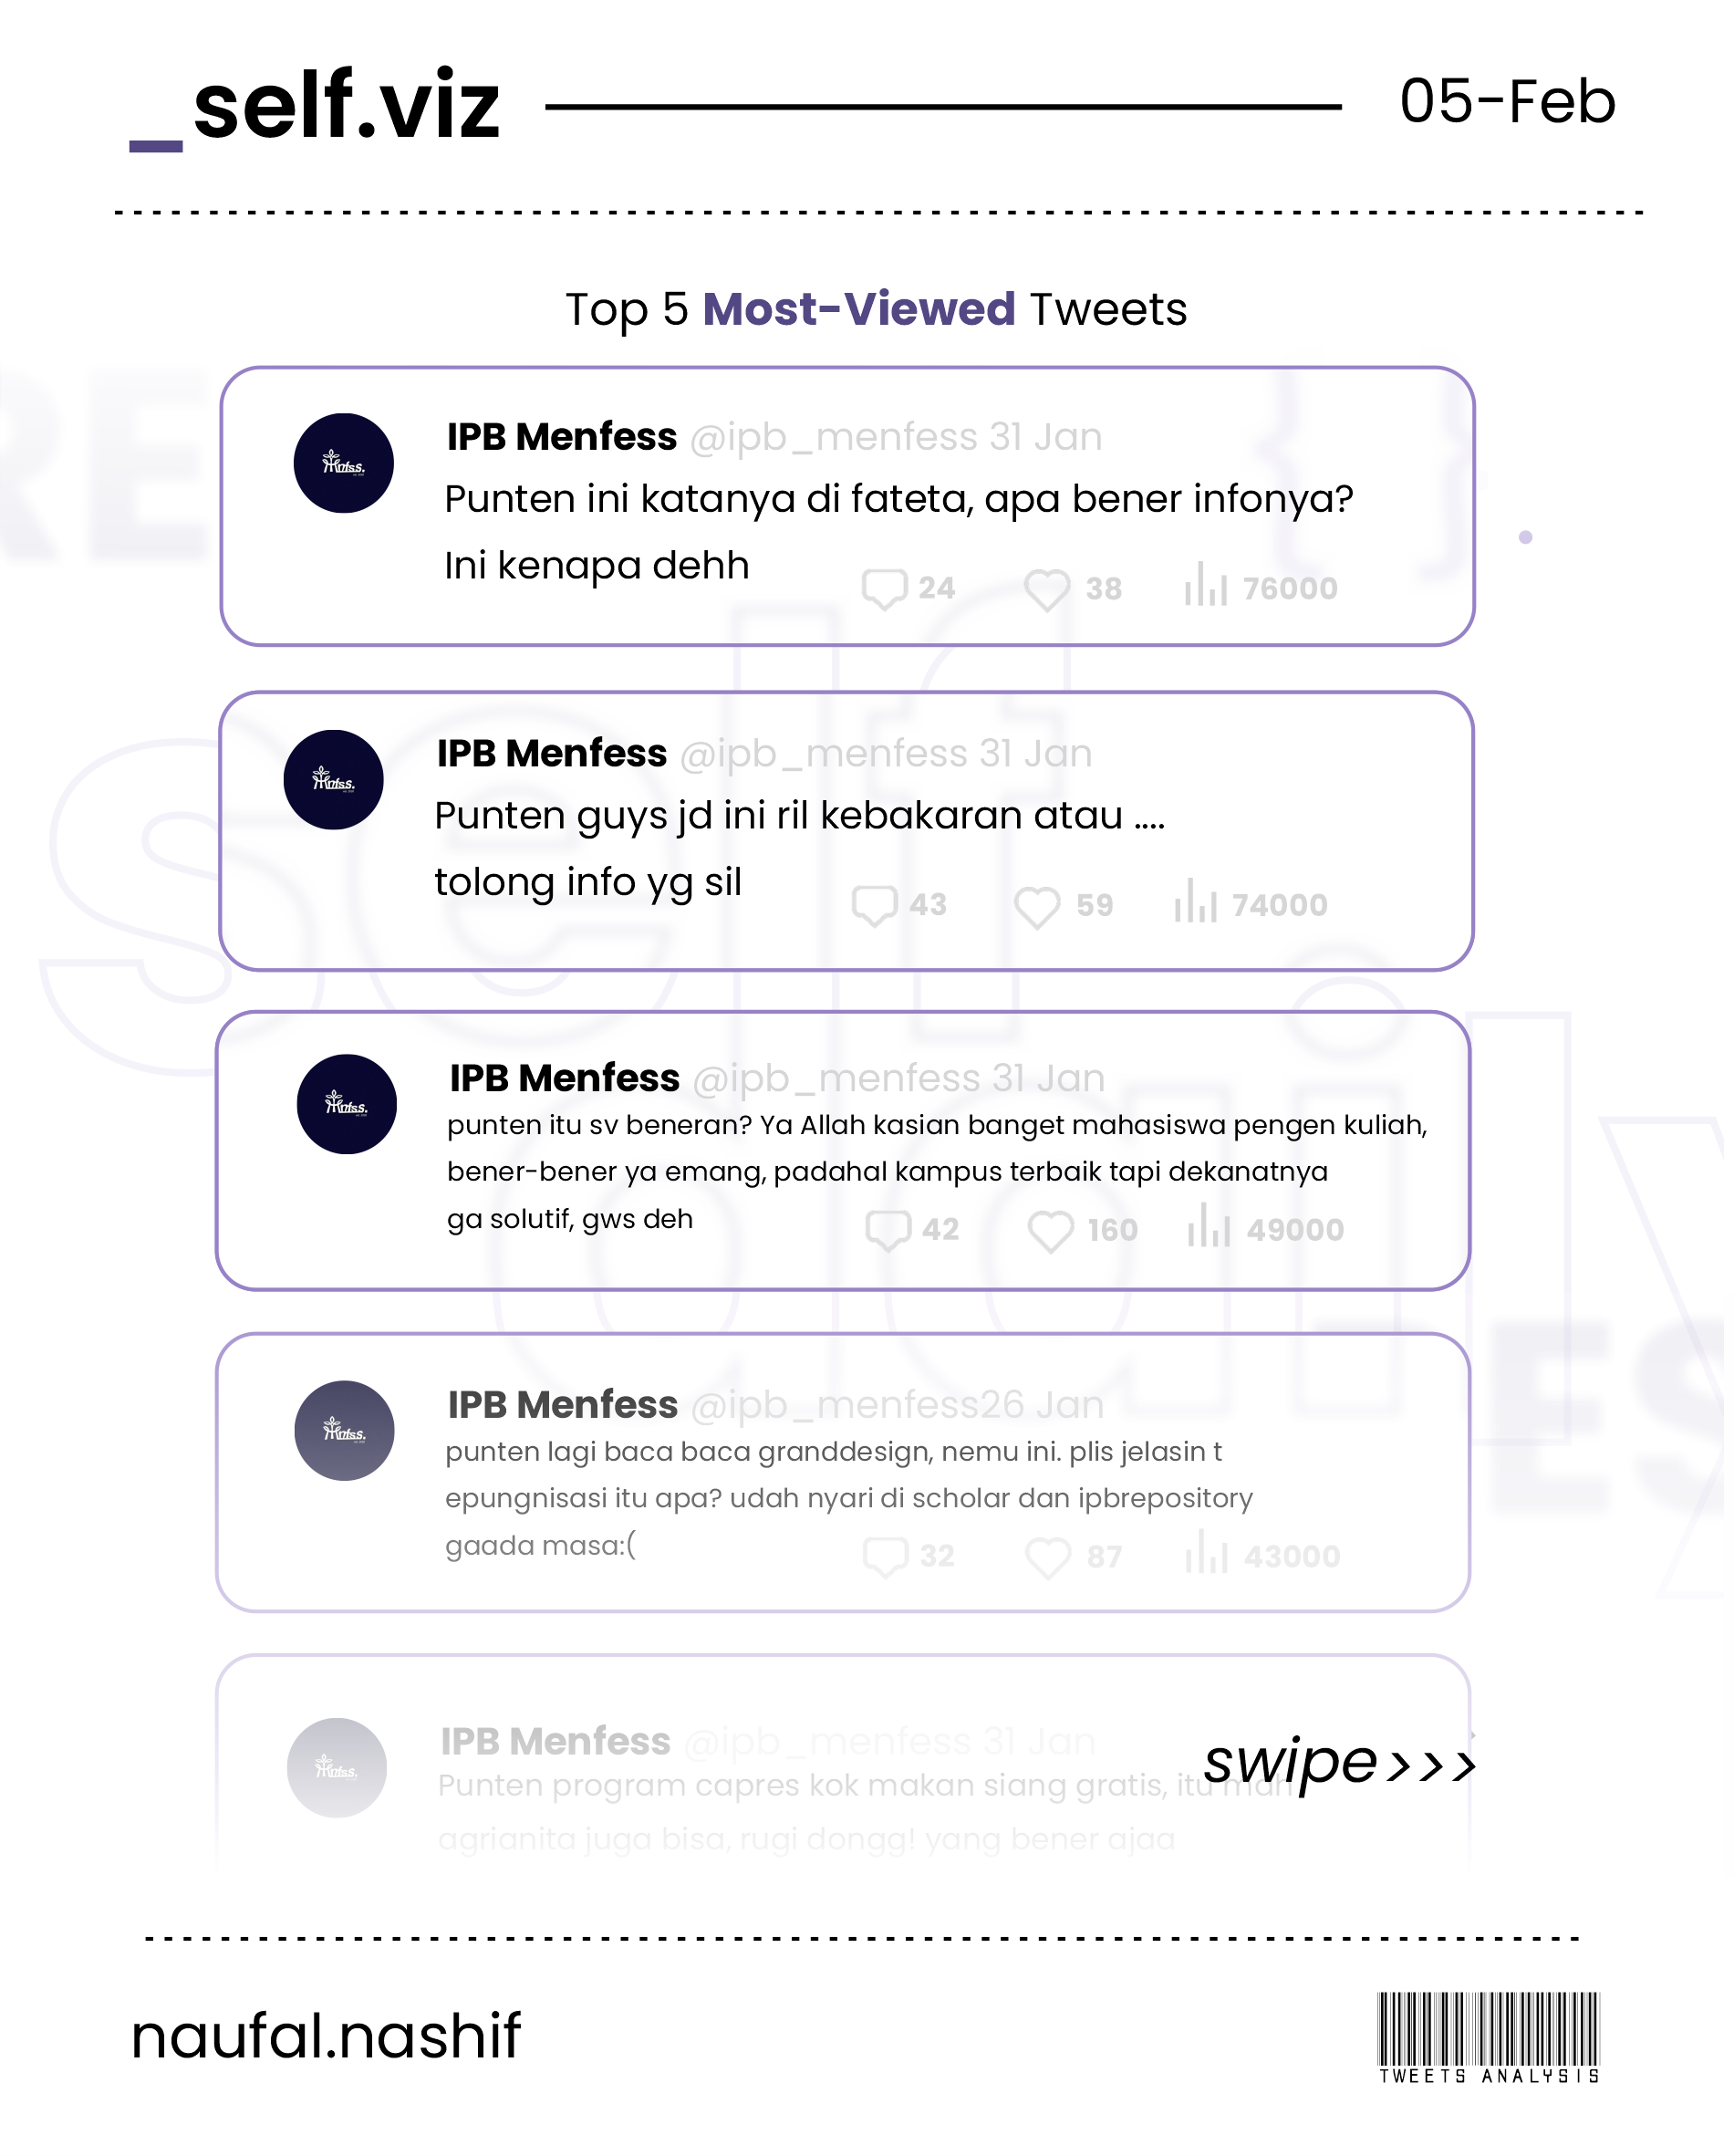 _self.viz
05-Feb
Top 5 Most-Viewed Tweets
IPB Menfess @ipb_menfess 31 Jan
Punten ini katanya di fateta, apa bener infonya?
Ini kenapa dehh
24 38 76000
IPB Menfess @ipb_menfess 31 Jan
Punten guys jd ini ril kebakaran atau ....
tolong info yg sil
43 59 74000
IPB Menfess @ipb_menfess 31 Jan
punten itu sv beneran? Ya Allah kasian banget mahasiswa pengen kuliah,
bener-bener ya emang, padahal kampus terbaik tapi dekanatnya
ga solutif, gws deh
42 160 49000
IPB Menfess @ipb_menfess26 Jan
punten lagi baca baca granddesign, nemu ini. plis jelasin t
epungnisasi itu apa? udah nyari di scholar dan ipbrepository
gaada masa:(
32 87 43000
IPB Menfess @ipb_menfess 31 Jan
Punten program capres kok makan siang gratis, itu mah
agrianita juga bisa, rugi dongg! yang bener ajaa
swipe>>>
self
daily
RE
ES
{ }
naufal.nashif
TWEETS ANALYSIS